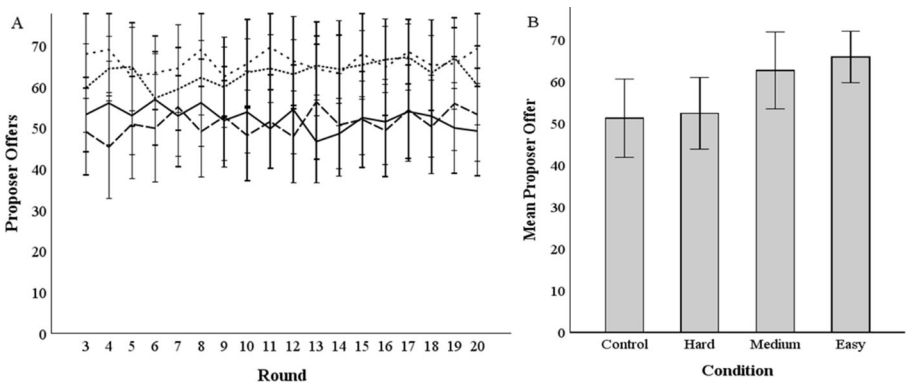 A
Proposer Offers
70
60
50
40
30
20
10
0
3 4 5 6 7 8 9 10 11 12 13 14 15 16 17 18 19 20
Round
B
Mean Proposer Offer
70
60
50
40
30
20
10
0
Control Hard Medium Easy
Condition